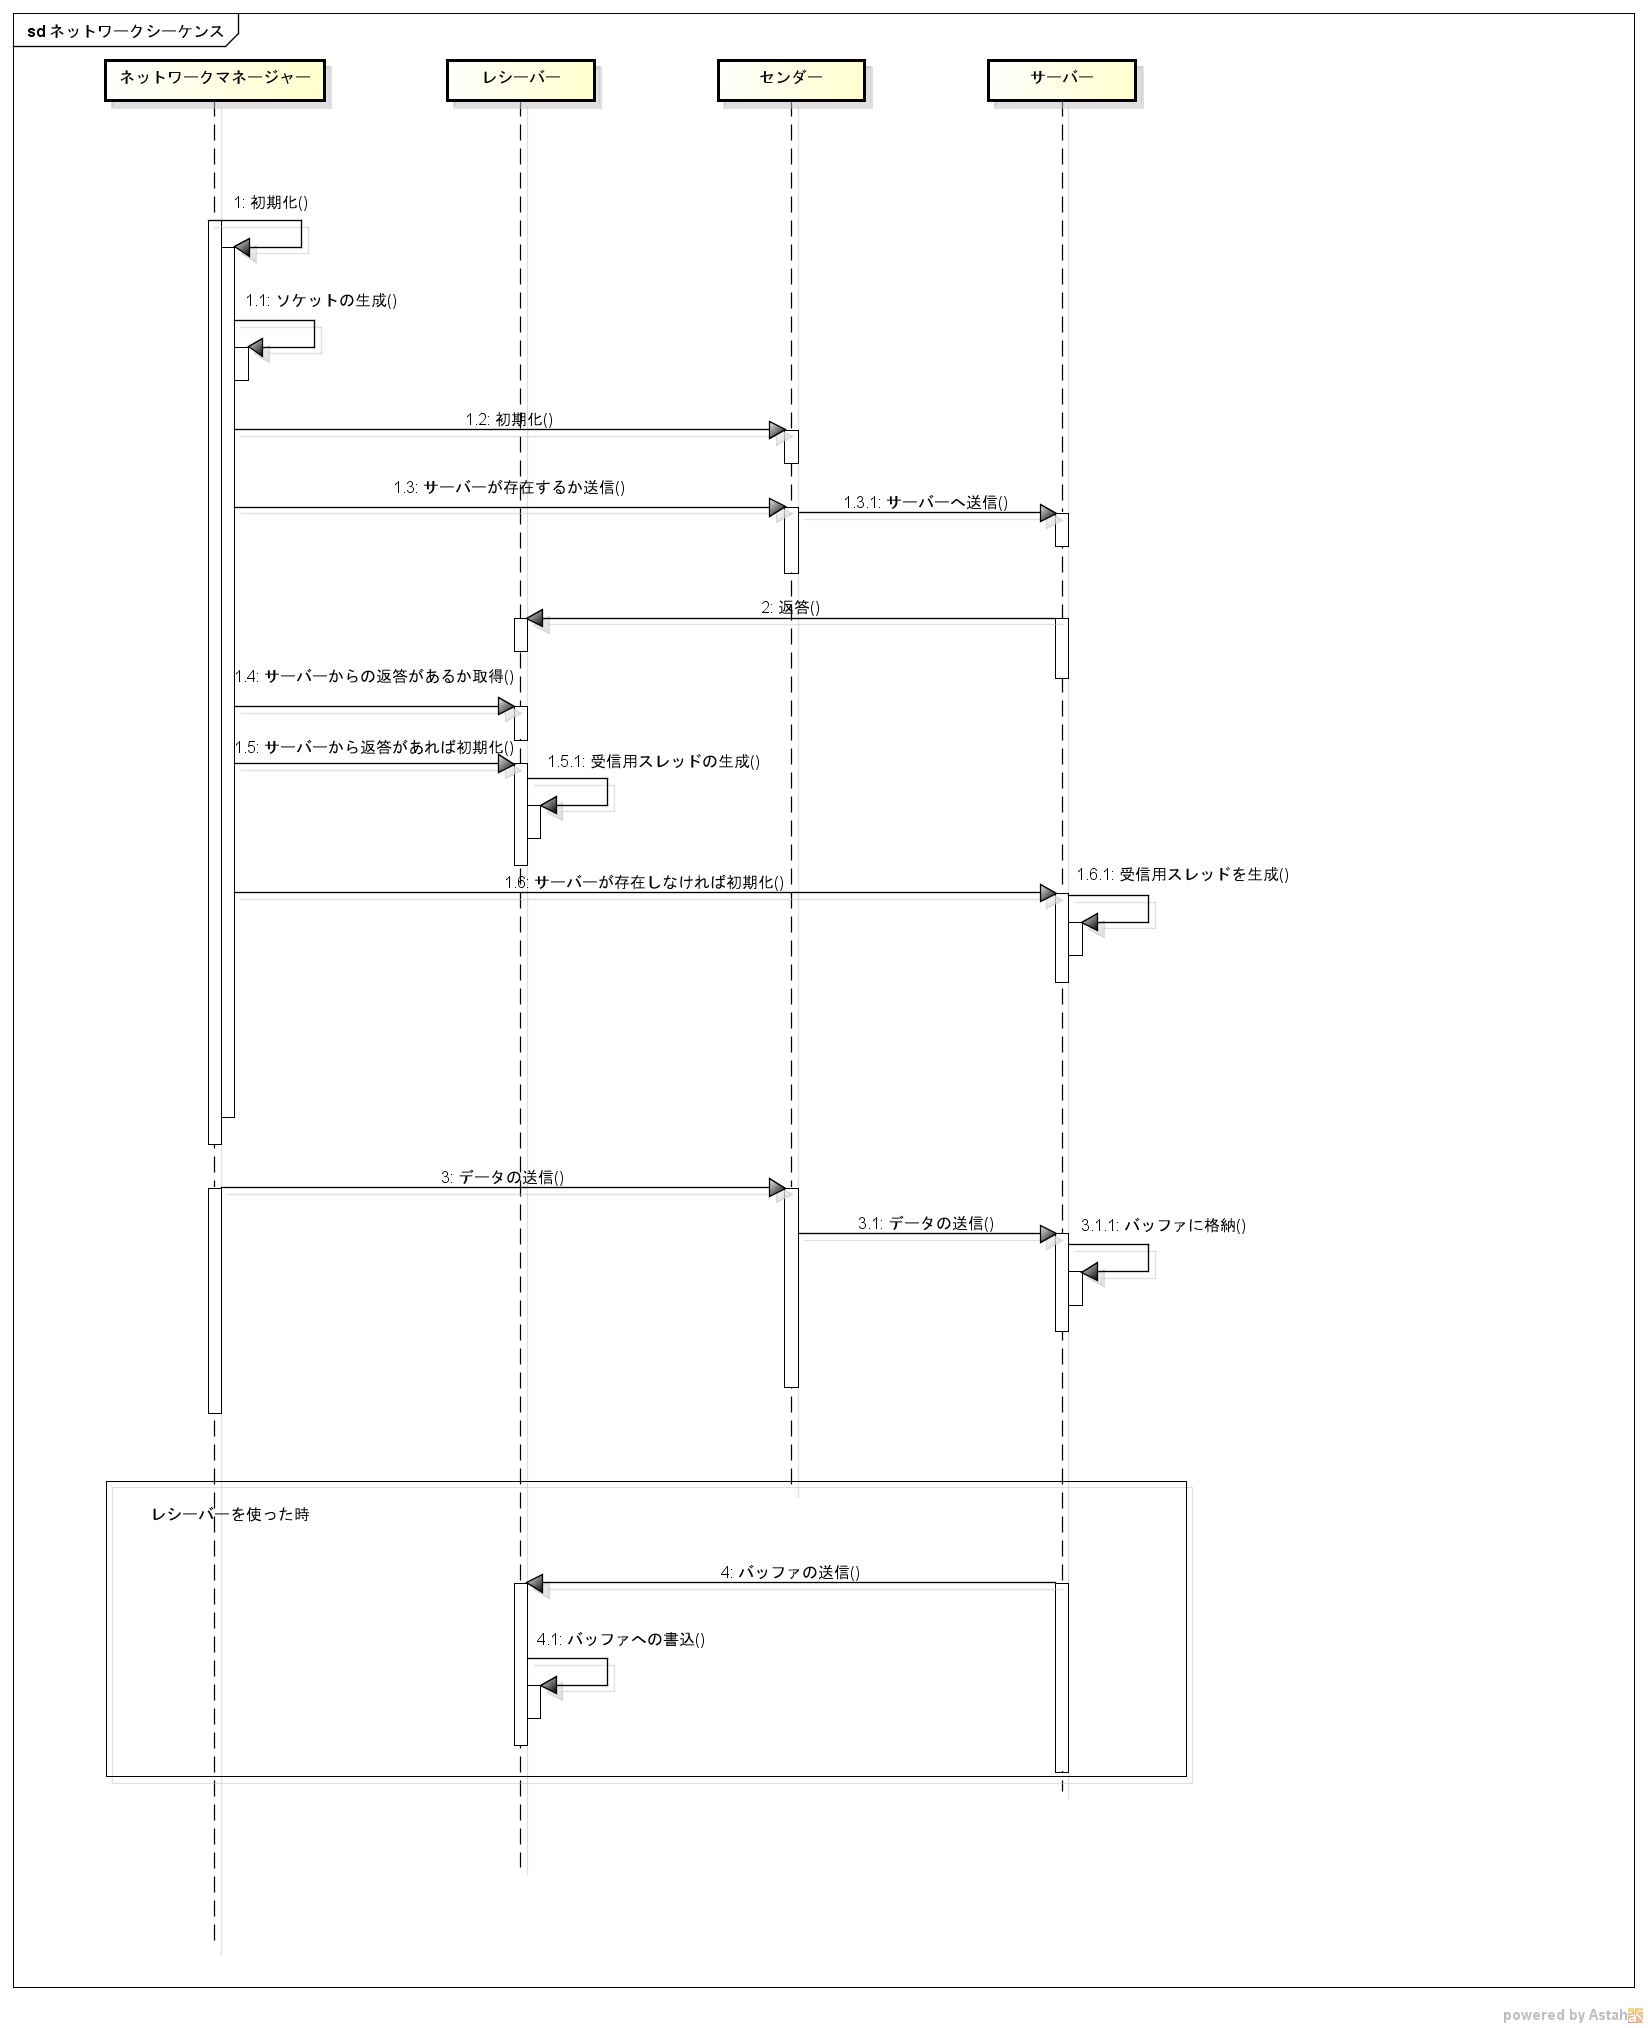 sd ネットワークシーケンス
ネットワークマネージャー
レシーバー
センダー
サーバー
1: 初期化()
1.1: ソケットの生成()
1.2: 初期化()
1.3: サーバーが存在するか送信()
1.3.1: サーバーへ送信()
2: 返答()
1.4: サーバーからの返答があるか取得()
1.5: サーバーから返答があれば初期化()
1.5.1: 受信用スレッドの生成()
1.6: サーバーが存在しなければ初期化()
1.6.1: 受信用スレッドを生成()
3: データの送信()
3.1: データの送信()
3.1.1: バッファに格納()
レシーバーを使った時
4: バッファの送信()
4.1: バッファへの書込()
powered by Astah